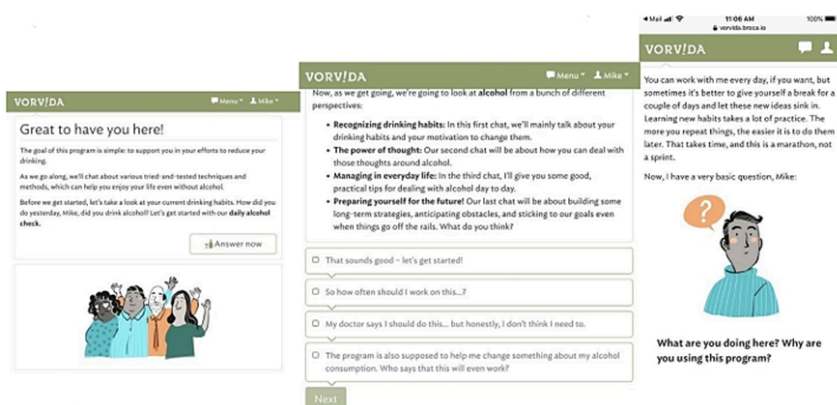 VORV!DA
Menu
Mike
Great to have you here!
The goal of this program is simple: to support you in your efforts to reduce your
drinking.
As we go along, we'll chat about various tried-and-tested techniques and
methods, which can help you enjoy your life even without alcohol.
Before we get started, let's take a look at your current drinking habits. How did you
do yesterday, Mike, did you drink alcohol? Let's get started with our daily alcohol
check.
Answer now
VORV!DA
Menu
Mike
Now, as we get going, we're going to look at alcohol from a bunch of different
perspectives:
• Recognizing drinking habits: In this first chat, we'll mainly talk about your
drinking habits and your motivation to change them.
• The power of thought: Our second chat will be about how you can deal with
those thoughts around alcohol.
• Managing in everyday life: In the third chat, I'll give you some good,
practical tips for dealing with alcohol day to day.
• Preparing yourself for the future! Our last chat will be about building some
long-term strategies, anticipating obstacles, and sticking to our goals even
when things go off the rails. What do you think?
That sounds good – let's get started!
So how often should I work on this...?
My doctor says I should do this... but honestly, I don't think I need to.
The program is also supposed to help me change something about my alcohol
consumption. Who says that this will even work?
Next
Mail
11:06 AM
100%
vorvida.broca.io
VORV!DA
You can work with me every day, if you want, but
sometimes it's better to give yourself a break for a
couple of days and let these new ideas sink in.
Learning new habits takes a lot of practice. The
more you repeat things, the easier it is to do them
later. That takes time, and this is a marathon, not
a sprint.
Now, I have a very basic question, Mike:
?
What are you doing here? Why are
you using this program?